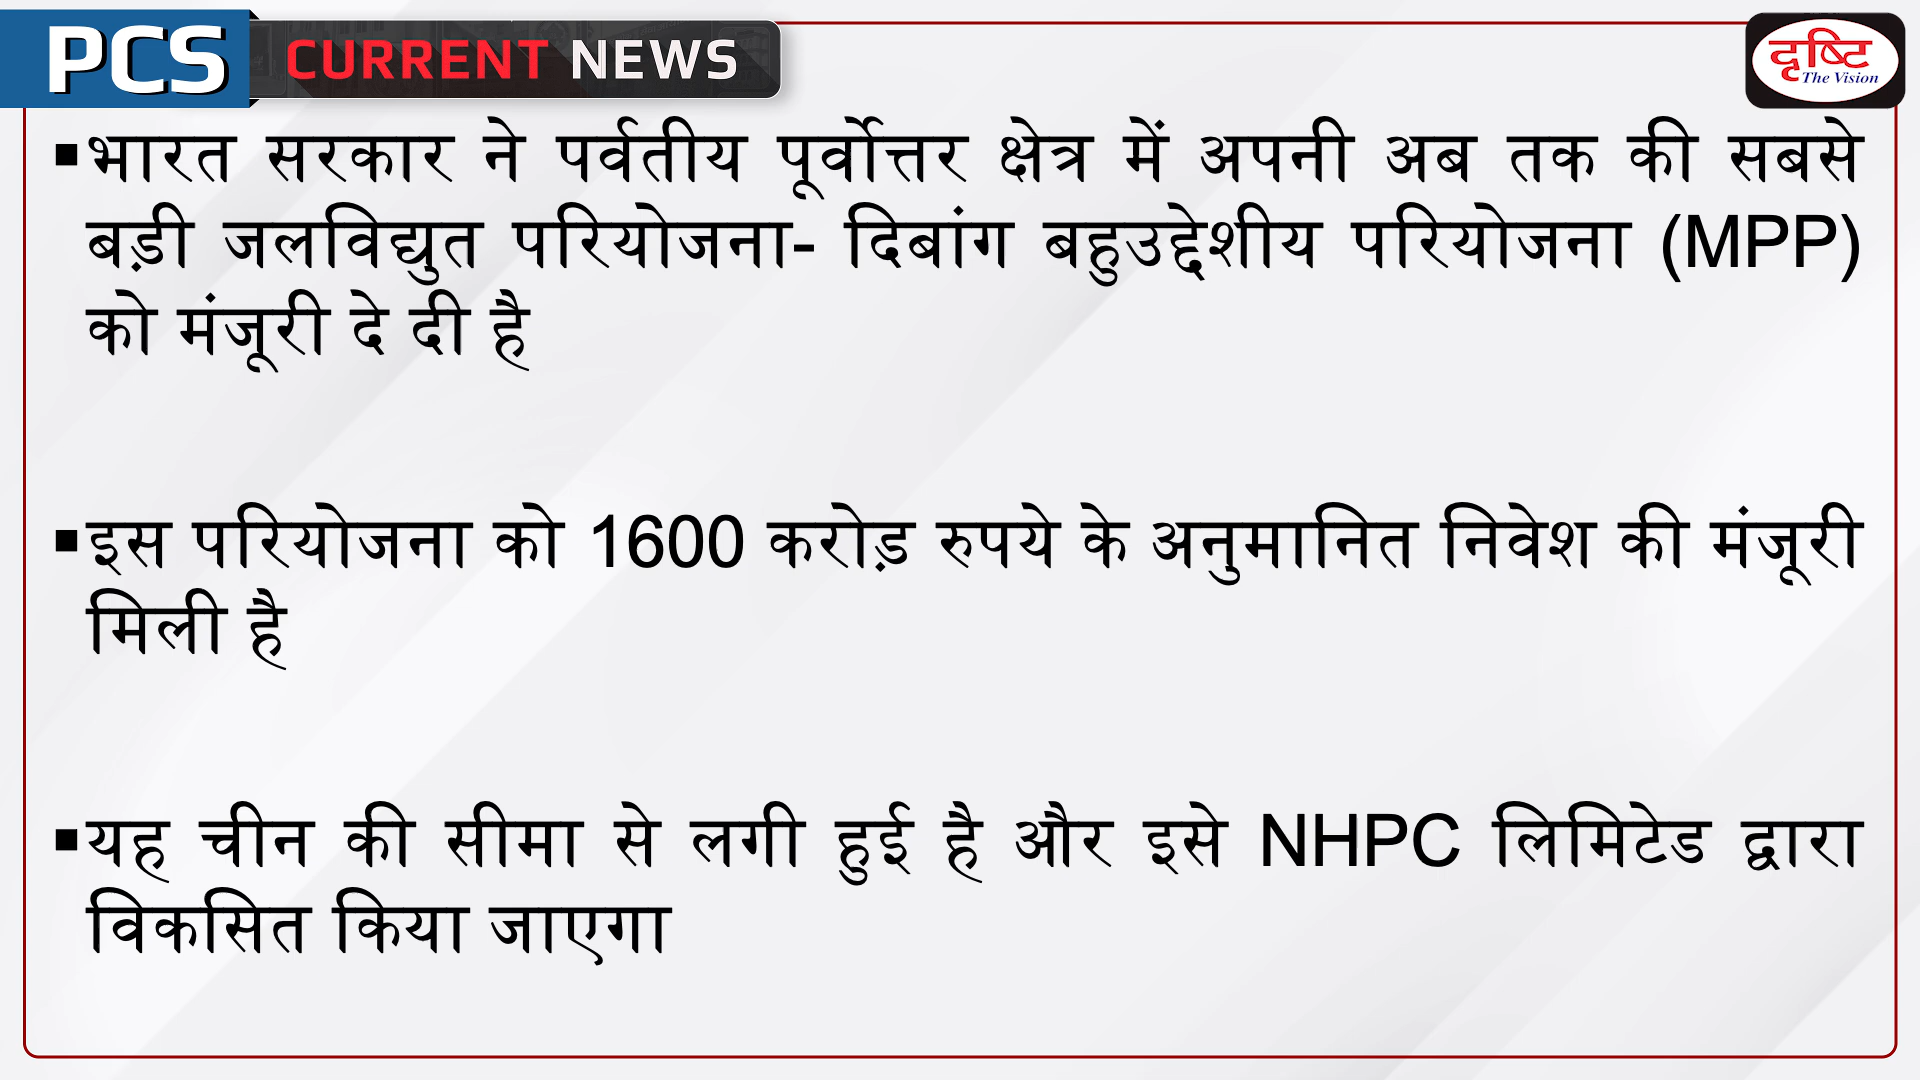 PCS CURRENT NEWS
दृष्टि
The Vision
▪भारत सरकार ने पर्वतीय पूर्वोत्तर क्षेत्र में अपनी अब तक की सबसे
बड़ी जलविद्युत परियोजना- दिबांग बहुउद्देशीय परियोजना (MPP)
को मंजूरी दे दी है
▪इस परियोजना को 1600 करोड़ रुपये के अनुमानित निवेश की मंजूरी
मिली है
▪यह चीन की सीमा से लगी हुई है और इसे NHPC लिमिटेड द्वारा
विकसित किया जाएगा